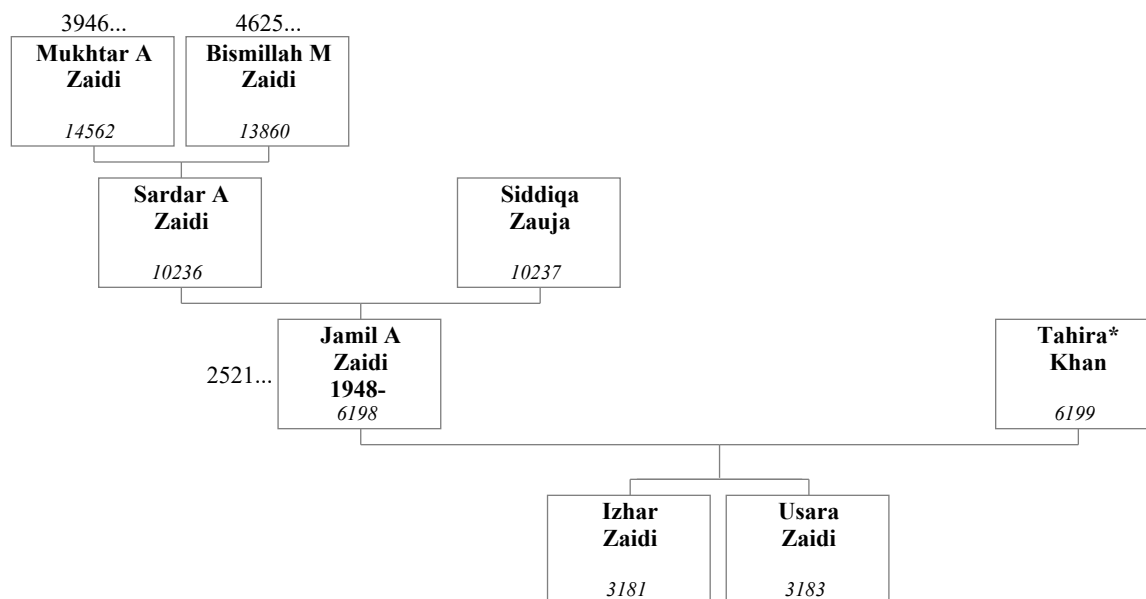 3946...
4625...
Mukhtar A
Zaidi
14562
Bismillah M
Zaidi
13860
Sardar A
Zaidi
10236
Siddiqa
Zauja
10237
2521...
Jamil A
Zaidi
1948-
6198
Tahira*
Khan
6199
Izhar
Zaidi
3181
Usara
Zaidi
3183